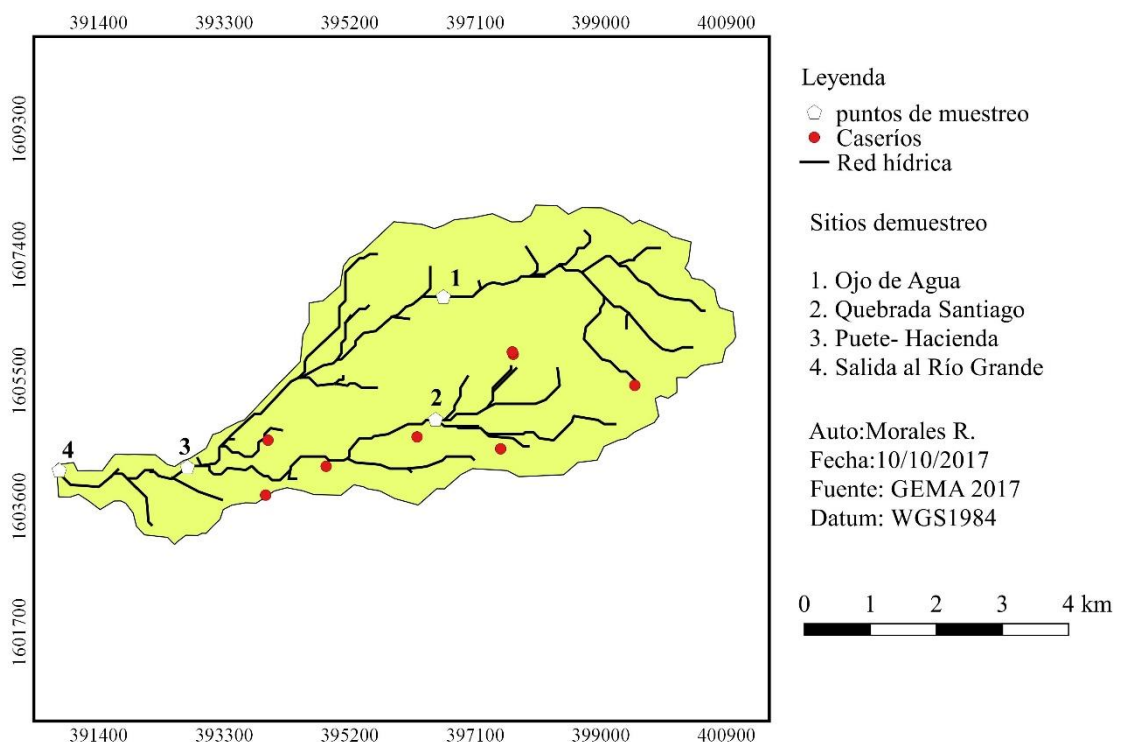 391400 393300 395200 397100 399000 400900
1609300
1607400
1605500
1603600
1601700
1
2
3
4
391400 393300 395200 397100 399000 400900
Leyenda
puntos de muestreo
Caseríos
Red hídrica
Sitios demuestreo
1. Ojo de Agua
2. Quebrada Santiago
3. Puete- Hacienda
4. Salida al Río Grande
Auto:Morales R.
Fecha:10/10/2017
Fuente: GEMA 2017
Datum: WGS1984
0 1 2 3 4 km